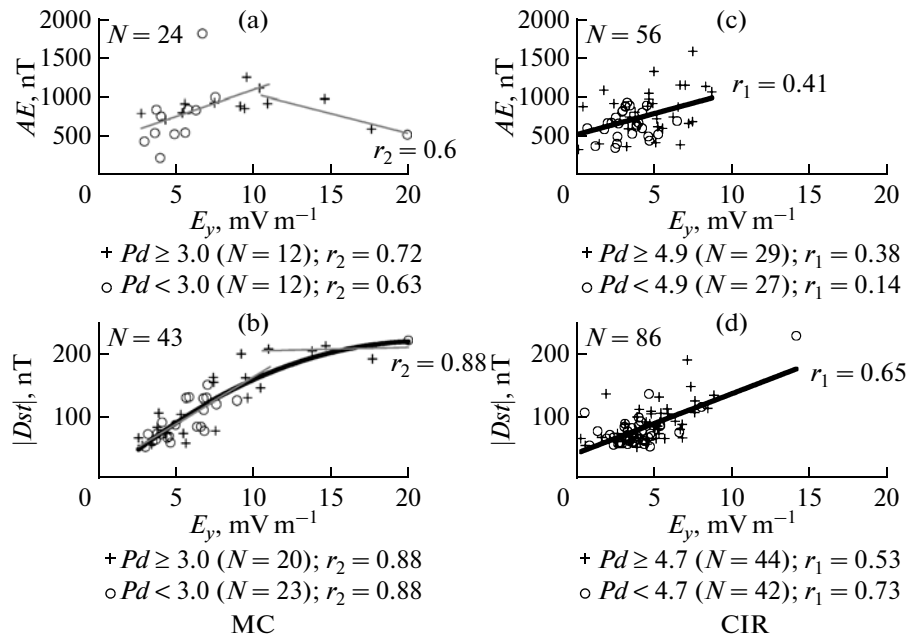 (a)
N = 24
2000
1500
1000
500
AE, nT
r₂ = 0.6
0 5 10 15 20
E_y, mV m⁻¹
+ Pd ≥ 3.0 (N = 12); r₂ = 0.72
○ Pd < 3.0 (N = 12); r₂ = 0.63
(c)
N = 56
2000
1500
1000
500
AE, nT
r₁ = 0.41
0 5 10 15 20
E_y, mV m⁻¹
+ Pd ≥ 4.9 (N = 29); r₁ = 0.38
○ Pd < 4.9 (N = 27); r₁ = 0.14
(b)
N = 43
200
100
|Dst|, nT
r₂ = 0.88
0 5 10 15 20
E_y, mV m⁻¹
+ Pd ≥ 3.0 (N = 20); r₂ = 0.88
○ Pd < 3.0 (N = 23); r₂ = 0.88
MC
(d)
N = 86
200
100
|Dst|, nT
r₁ = 0.65
0 5 10 15 20
E_y, mV m⁻¹
+ Pd ≥ 4.7 (N = 44); r₁ = 0.53
○ Pd < 4.7 (N = 42); r₁ = 0.73
CIR